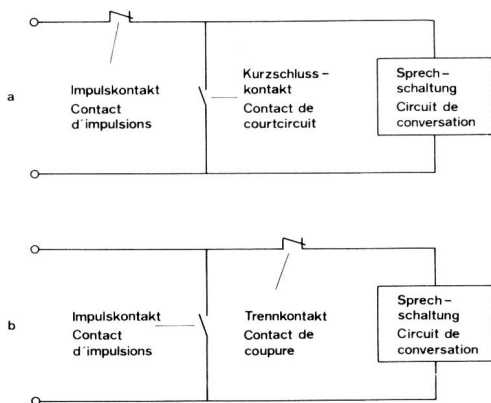 a
Impulskontakt
Contact
d'impulsions
Kurzschluss-
kontakt
Contact de
courtcircuit
Sprech-
schaltung
Circuit de
conversation
b
Impulskontakt
Contact
d'impulsions
Trennkontakt
Contact de
coupure
Sprech-
schaltung
Circuit de
conversation